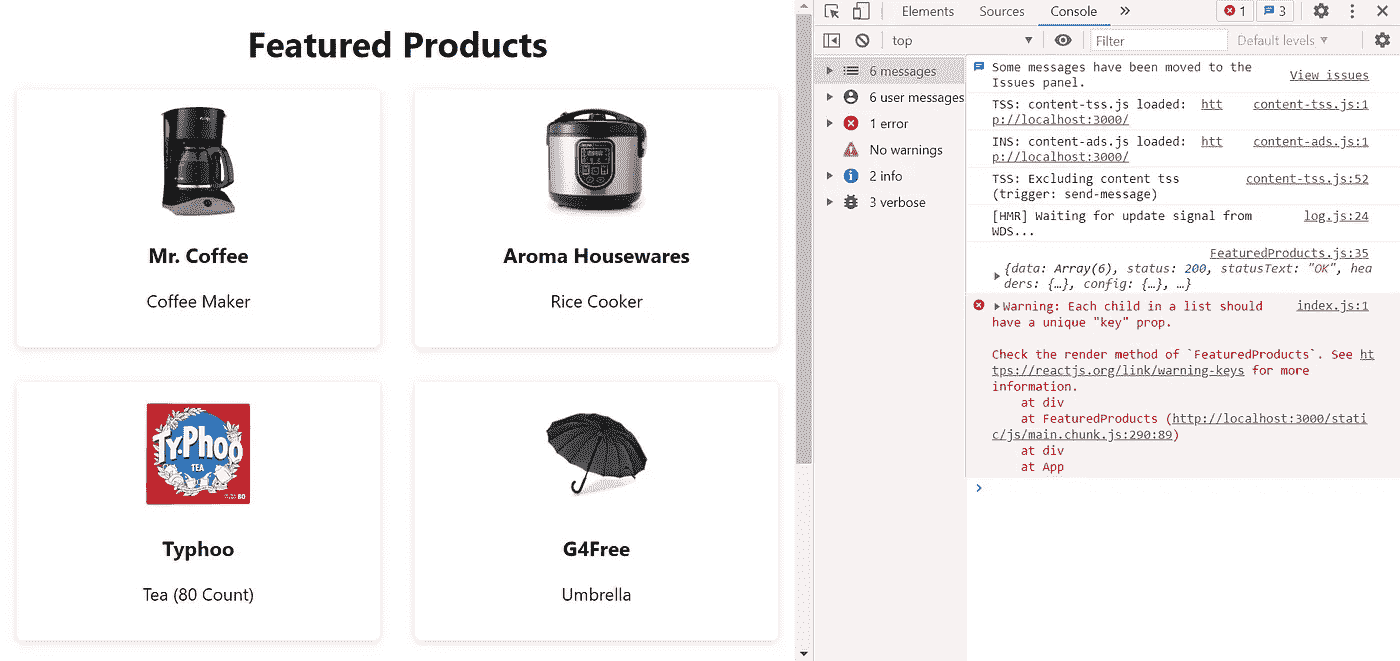 Featured Products
Mr. Coffee
Coffee Maker
Aroma Housewares
Rice Cooker
TyPhoo
TEA
80
Typhoo
Tea (80 Count)
G4Free
Umbrella
Elements Sources Console » 1 3
top Filter Default levels
6 messages
6 user messages
1 error
No warnings
2 info
3 verbose
Some messages have been moved to the View issues
Issues panel.
TSS: content-tss.js loaded: htt content-tss.js:1
p://localhost:3000/
INS: content-ads.js loaded: htt content-ads.js:1
p://localhost:3000/
TSS: Excluding content tss content-tss.js:52
(trigger: send-message)
[HMR] Waiting for update signal from log.js:24
WDS...
FeaturedProducts.js:35
{data: Array(6), status: 200, statusText: "OK", hea
ders: {…}, config: {…}, …}
Warning: Each child in a list should index.js:1
have a unique "key" prop.
Check the render method of `FeaturedProducts`. See ht
tps://reactjs.org/link/warning-keys for more
information.
at div
at FeaturedProducts (http://localhost:3000/stati
c/js/main.chunk.js:290:89)
at div
at App